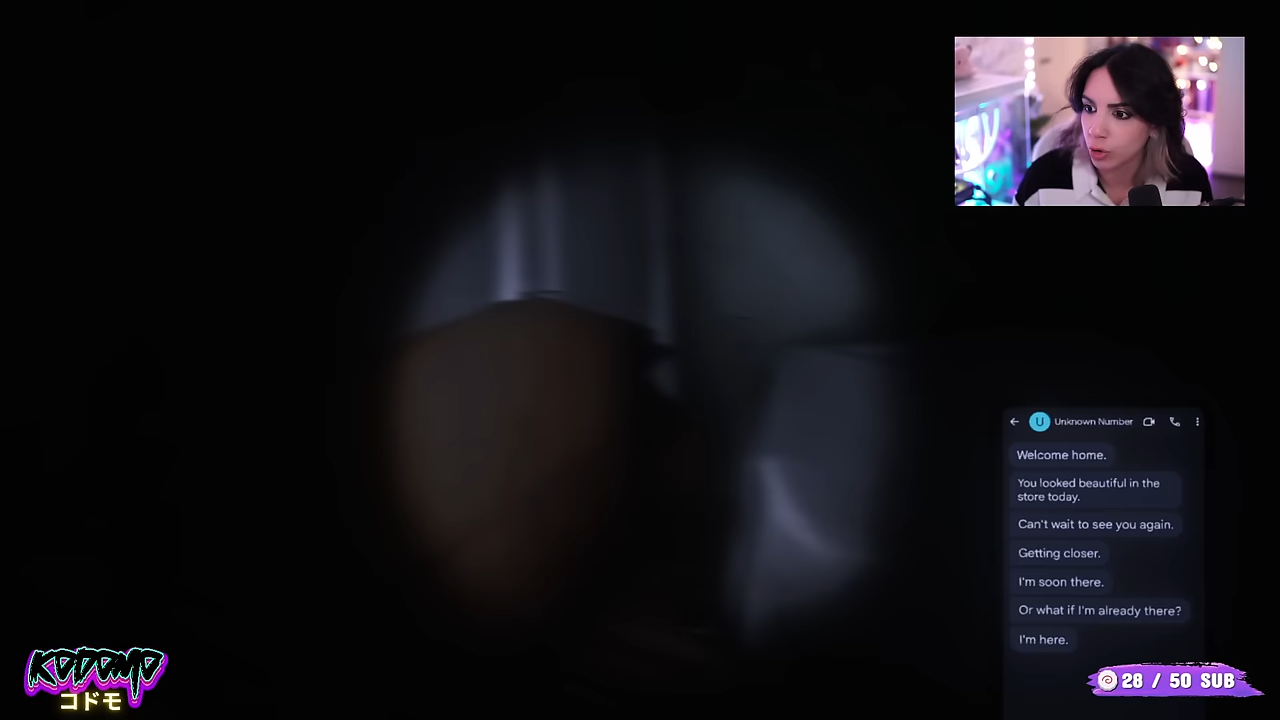 U Unknown Number
Welcome home.
You looked beautiful in the
store today.
Can't wait to see you again.
Getting closer.
I'm soon there.
Or what if I'm already there?
I'm here.
KODOMO
コドモ
28 / 50 SUB